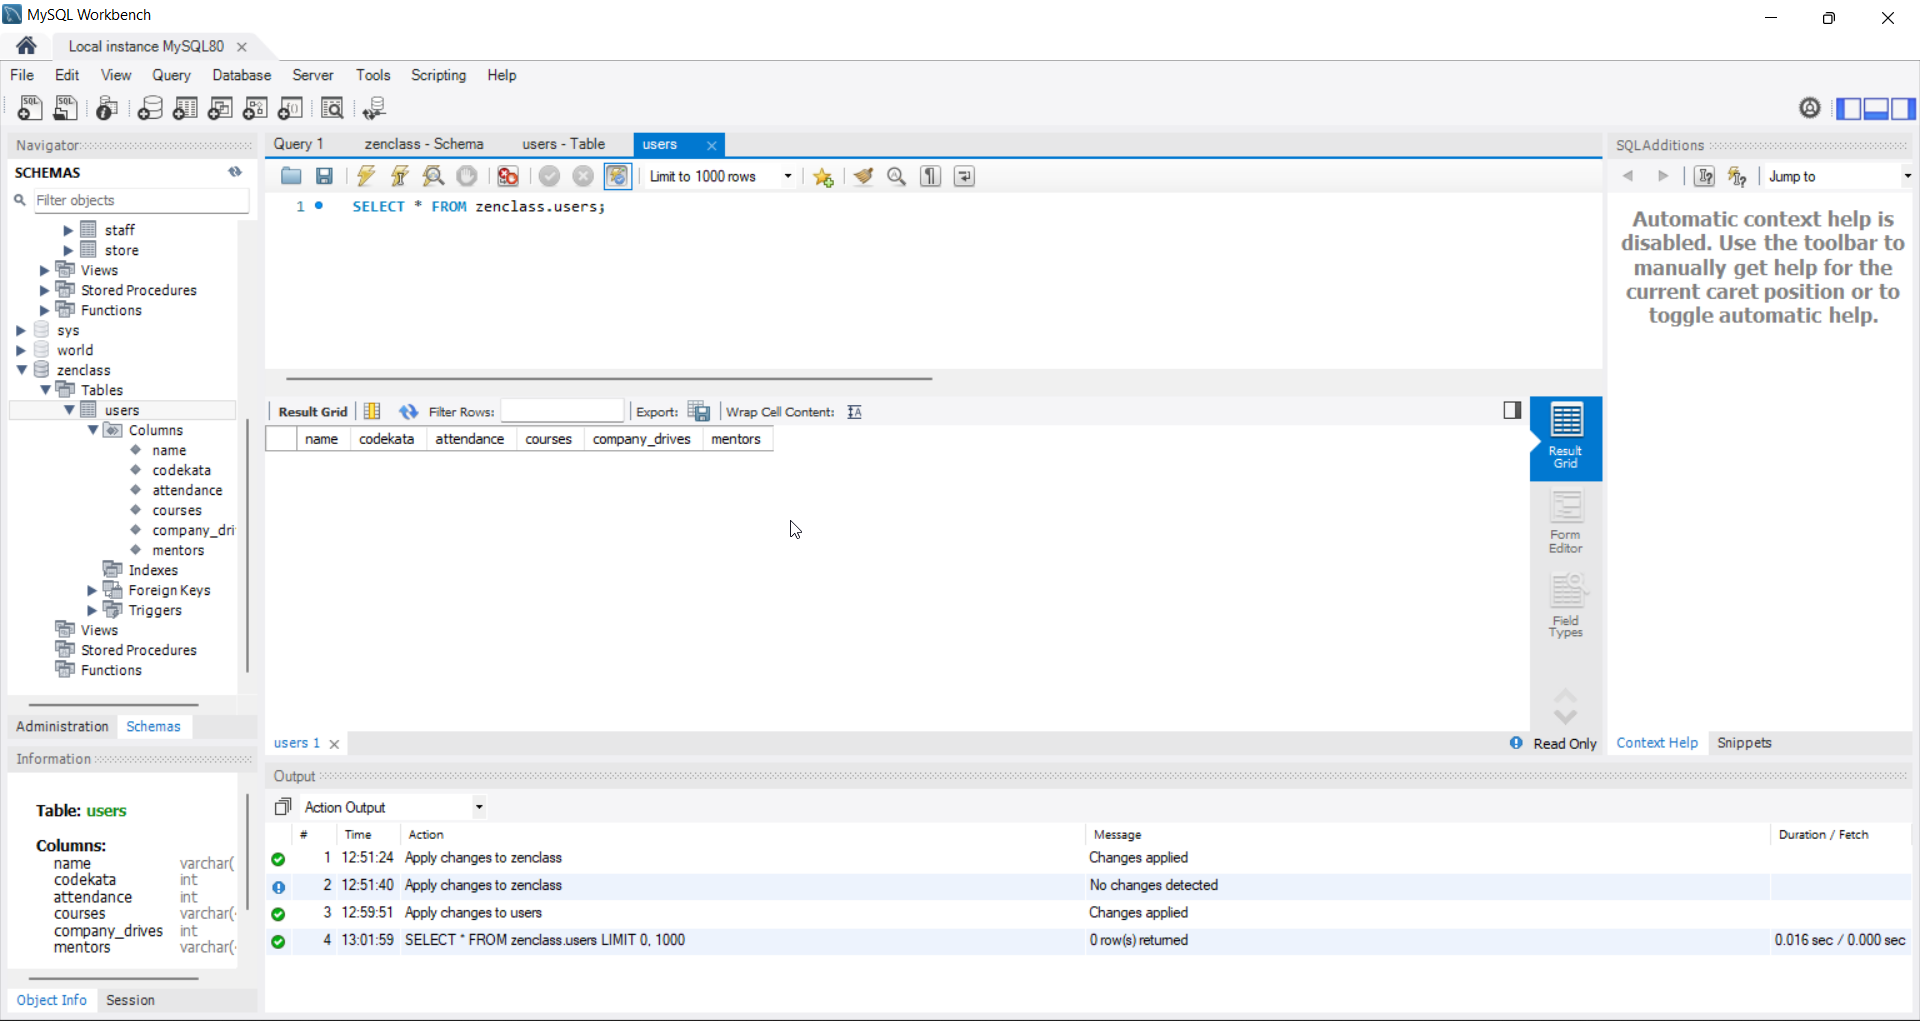 MySQL Workbench
Local instance MySQL80
File Edit View Query Database Server Tools Scripting Help
Navigator
SCHEMAS
Filter objects
staff
store
Views
Stored Procedures
Functions
sys
world
zenclass
Tables
users
Columns
name
codekata
attendance
courses
company_dri
mentors
Indexes
Foreign Keys
Triggers
Views
Stored Procedures
Functions
Administration Schemas
Information
Table: users
Columns:
name varchar(
codekata int
attendance int
courses varchar(
company_drives int
mentors varchar(
Object Info Session
Query 1 zenclass - Schema users - Table users
Limit to 1000 rows
1 SELECT * FROM zenclass.users;
Result Grid Filter Rows: Export: Wrap Cell Content:
name codekata attendance courses company_drives mentors
Result
Grid
Form
Editor
Field
Types
users 1 Read Only
SQLAdditions
Jump to
Automatic context help is
disabled. Use the toolbar to
manually get help for the
current caret position or to
toggle automatic help.
Context Help Snippets
Output
Action Output
# Time Action Message Duration / Fetch
1 12:51:24 Apply changes to zenclass Changes applied
2 12:51:40 Apply changes to zenclass No changes detected
3 12:59:51 Apply changes to users Changes applied
4 13:01:59 SELECT * FROM zenclass.users LIMIT 0, 1000 0 row(s) returned 0.016 sec / 0.000 sec